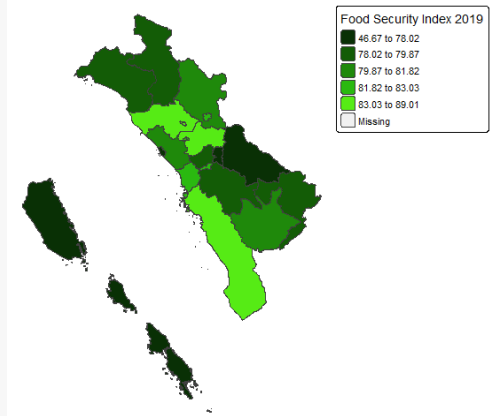 Food Security Index 2019
46.67 to 78.02
78.02 to 79.87
79.87 to 81.82
81.82 to 83.03
83.03 to 89.01
Missing